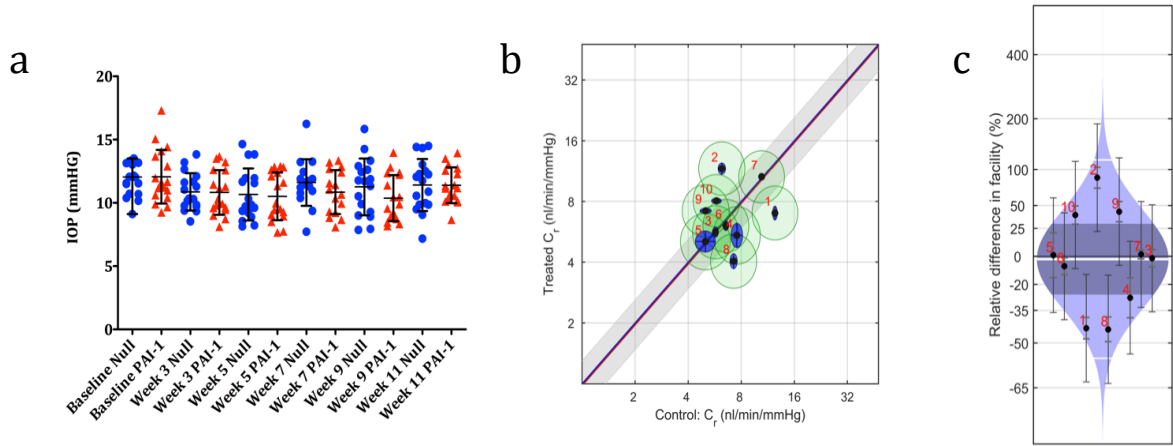 a
IOP (mmHG)
20
15
10
5
0
Baseline Null
Baseline PAI-1
Week 3 Null
Week 3 PAI-1
Week 5 Null
Week 5 PAI-1
Week 7 Null
Week 7 PAI-1
Week 9 Null
Week 9 PAI-1
Week 11 Null
Week 11 PAI-1
b
Treated C_r (nl/min/mmHg)
32
16
8
4
2
2
7
10
9
1
3
6
4
5
8
2 4 8 16 32
Control: C_r (nl/min/mmHg)
c
Relative difference in facility (%)
400
200
100
50
25
0
-20
-35
-50
-65
2
10
9
5
7
3
4
1
8